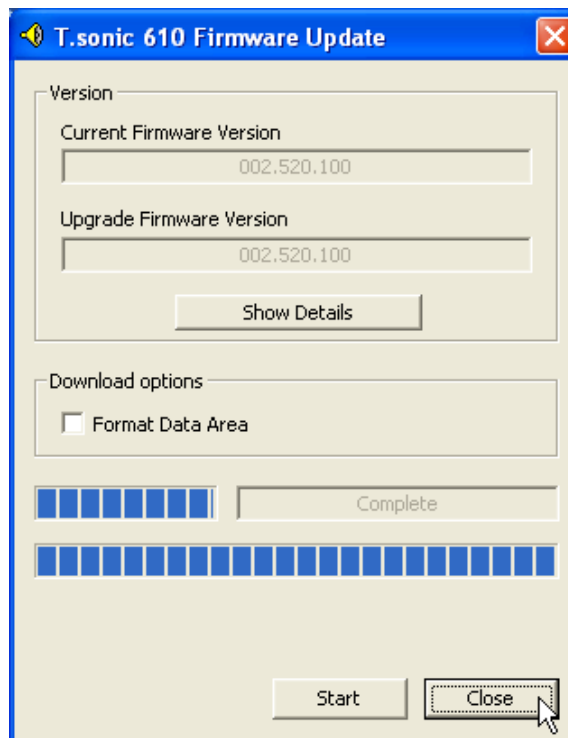 T.sonic 610 Firmware Update
Version
Current Firmware Version
002.520.100
Upgrade Firmware Version
002.520.100
Show Details
Download options
Format Data Area
Complete
Start Close